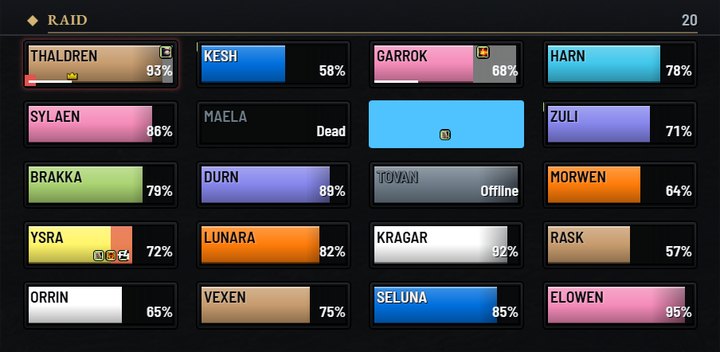 RAID 20
THALDREN 93% KESH 58% GARROK 68% HARN 78%
SYLAEN 86% MAELA Dead ZULI 71%
BRAKKA 79% DURN 89% TOVAN Offline MORWEN 64%
YSRA 72% LUNARA 82% KRAGAR 92% RASK 57%
ORRIN 65% VEXEN 75% SELUNA 85% ELOWEN 95%